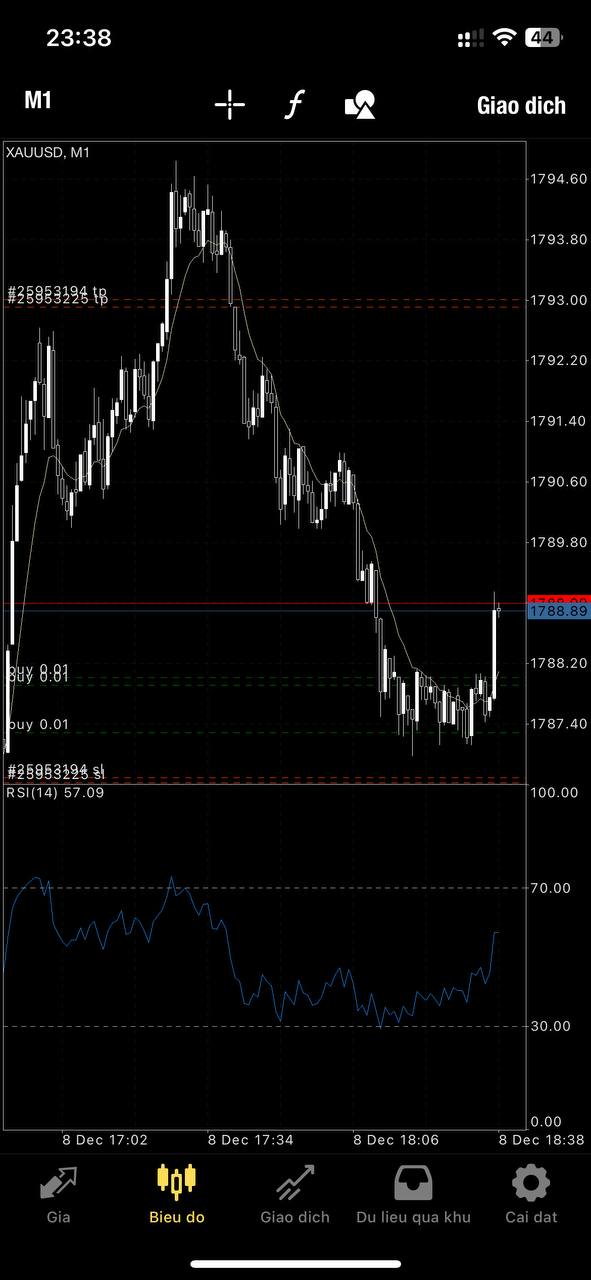 23:38
44
M1
Giao dich
XAUUSD, M1
1794.60
1793.80
#25953194 tp
#25953225 tp
1793.00
1792.20
1791.40
1790.60
1789.80
1788.89
1788.20
buy 0.01
buy 0.01
buy 0.01
1787.40
#25953194 sl
#25953225 sl
RSI(14) 57.09
100.00
70.00
30.00
0.00
8 Dec 17:02
8 Dec 17:34
8 Dec 18:06
8 Dec 18:38
Gia
Bieu do
Giao dich
Du lieu qua khu
Cai dat